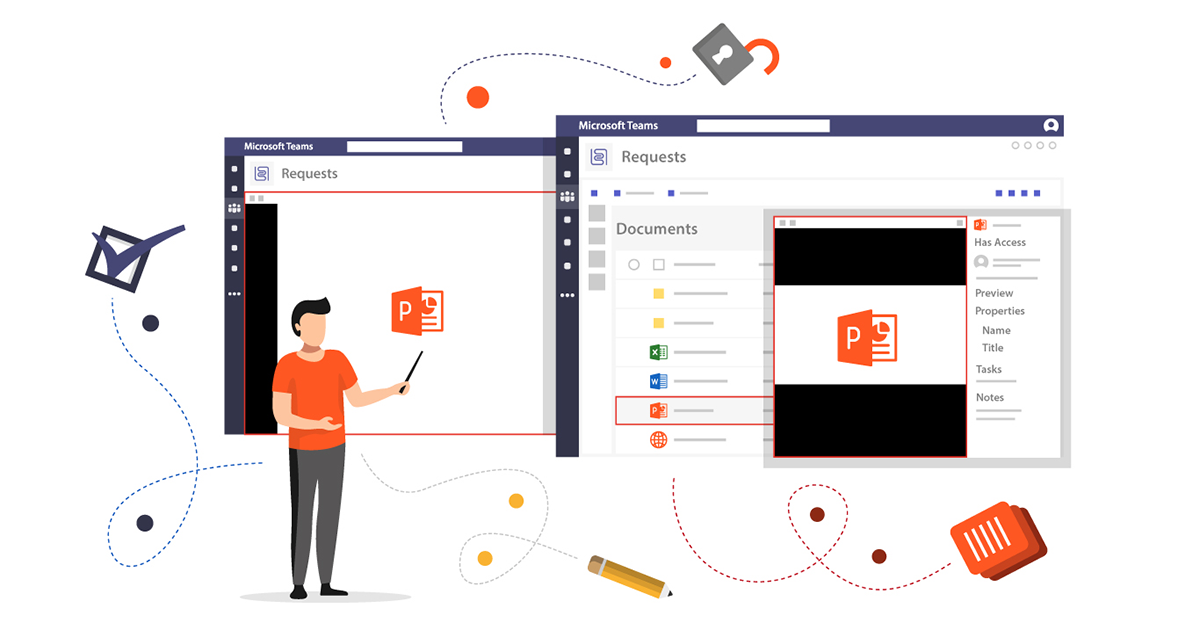 Microsoft Teams
Requests
P
Microsoft Teams
Requests
Documents
X
W
P
P
Has Access
Preview
Properties
Name
Title
Tasks
Notes
P